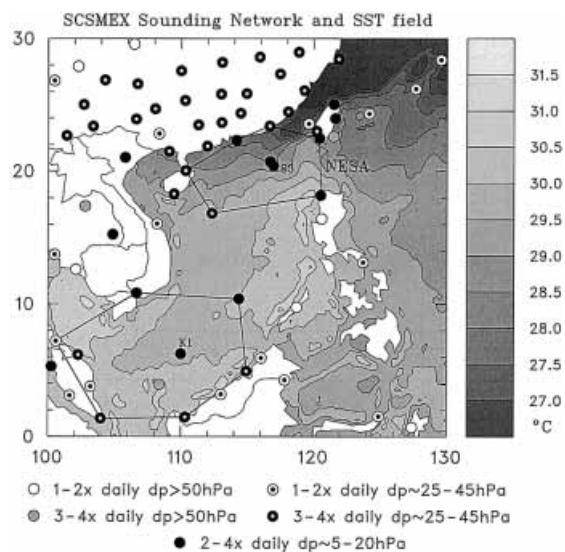 SCSMEX Sounding Network and SST field
30
20
10
0
100 110 120 130
NESA
S3
K1
31.5
31.0
30.5
30.0
29.5
29.0
28.5
28.0
27.5
27.0
°C
1-2x daily dp>50hPa
1-2x daily dp~25-45hPa
3-4x daily dp>50hPa
3-4x daily dp~25-45hPa
2-4x daily dp~5-20hPa